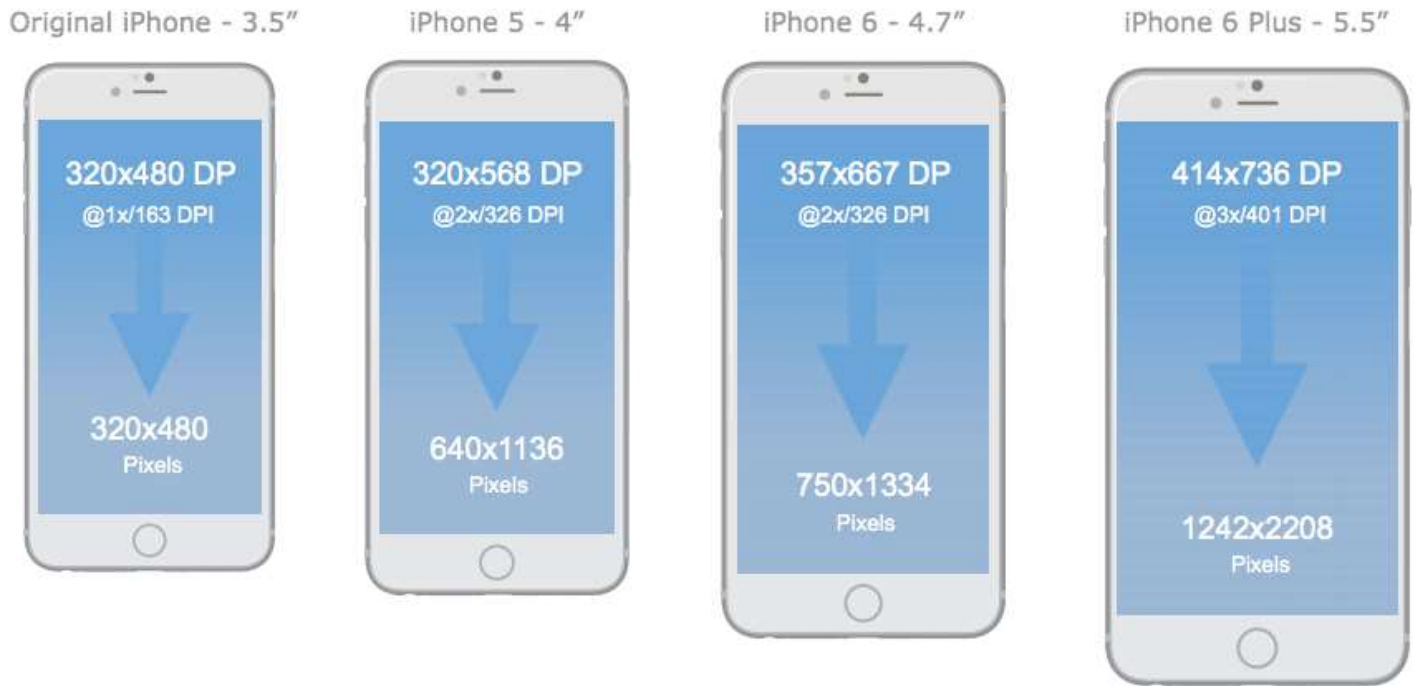 Original iPhone - 3.5”
320x480 DP
@1x/163 DPI
320x480
Pixels
iPhone 5 - 4”
320x568 DP
@2x/326 DPI
640x1136
Pixels
iPhone 6 - 4.7”
357x667 DP
@2x/326 DPI
750x1334
Pixels
iPhone 6 Plus - 5.5”
414x736 DP
@3x/401 DPI
1242x2208
Pixels